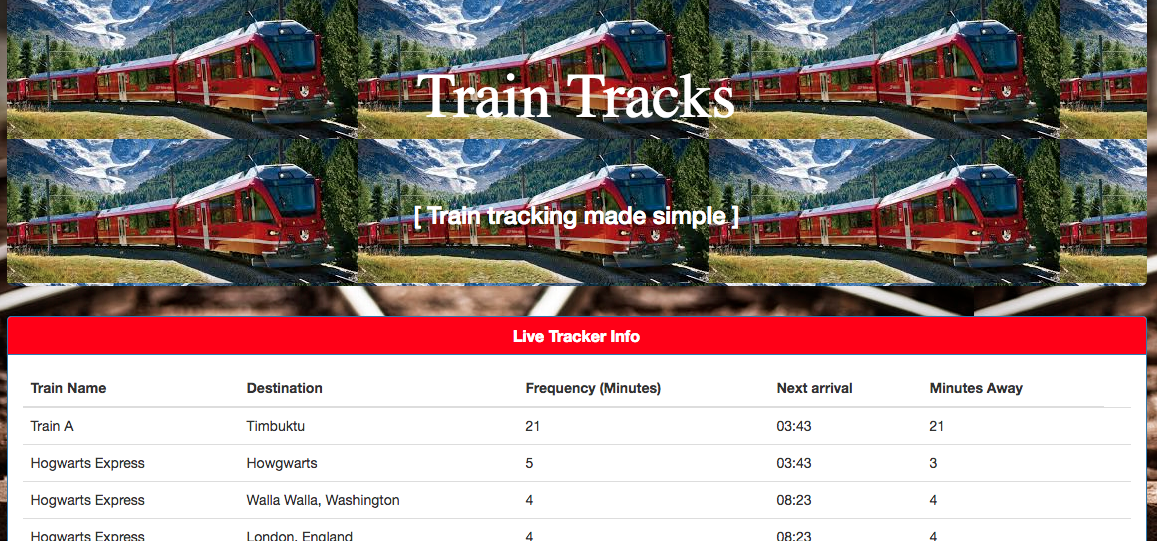 Train Tracks
[ Train tracking made simple ]
Live Tracker Info
Train Name Destination Frequency (Minutes) Next arrival Minutes Away
Train A Timbuktu 21 03:43 21
Hogwarts Express Howgwarts 5 03:43 3
Hogwarts Express Walla Walla, Washington 4 08:23 4
Hogwarts Express London, England 4 08:23 4